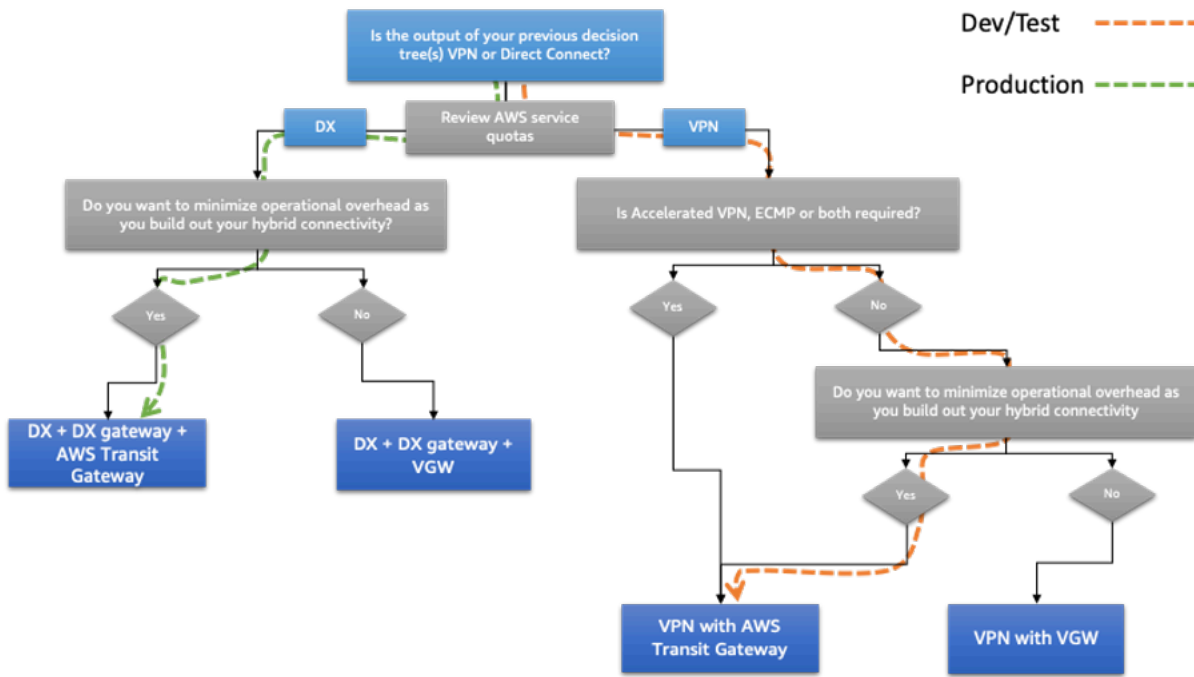 Is the output of your previous decision
tree(s) VPN or Direct Connect?
Dev/Test
Production
DX
Review AWS service
quotas
VPN
Do you want to minimize operational overhead as
you build out your hybrid connectivity?
Is Accelerated VPN, ECMP or both required?
Yes
No
Yes
No
Do you want to minimize operational overhead as
you build out your hybrid connectivity
DX + DX gateway +
AWS Transit
Gateway
DX + DX gateway +
VGW
Yes
No
VPN with AWS
Transit Gateway
VPN with VGW